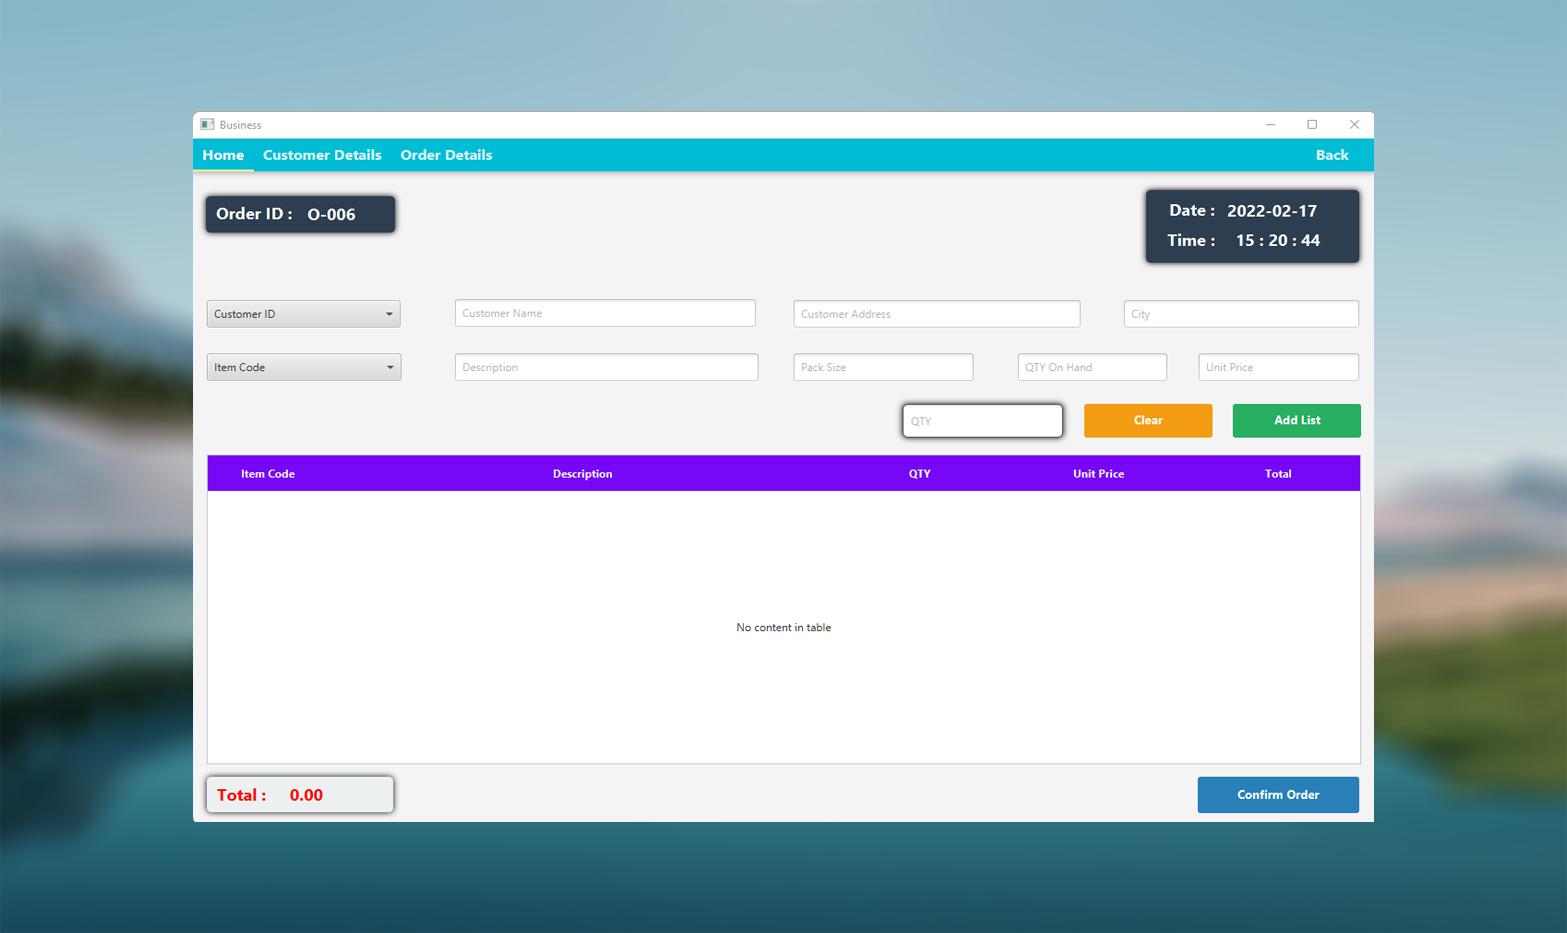 Business
Home Customer Details Order Details Back
Order ID : O-006
Date : 2022-02-17
Time : 15 : 20 : 44
Customer ID Customer Name Customer Address City
Item Code Description Pack Size QTY On Hand Unit Price
QTY Clear Add List
Item Code Description QTY Unit Price Total
No content in table
Total : 0.00 Confirm Order